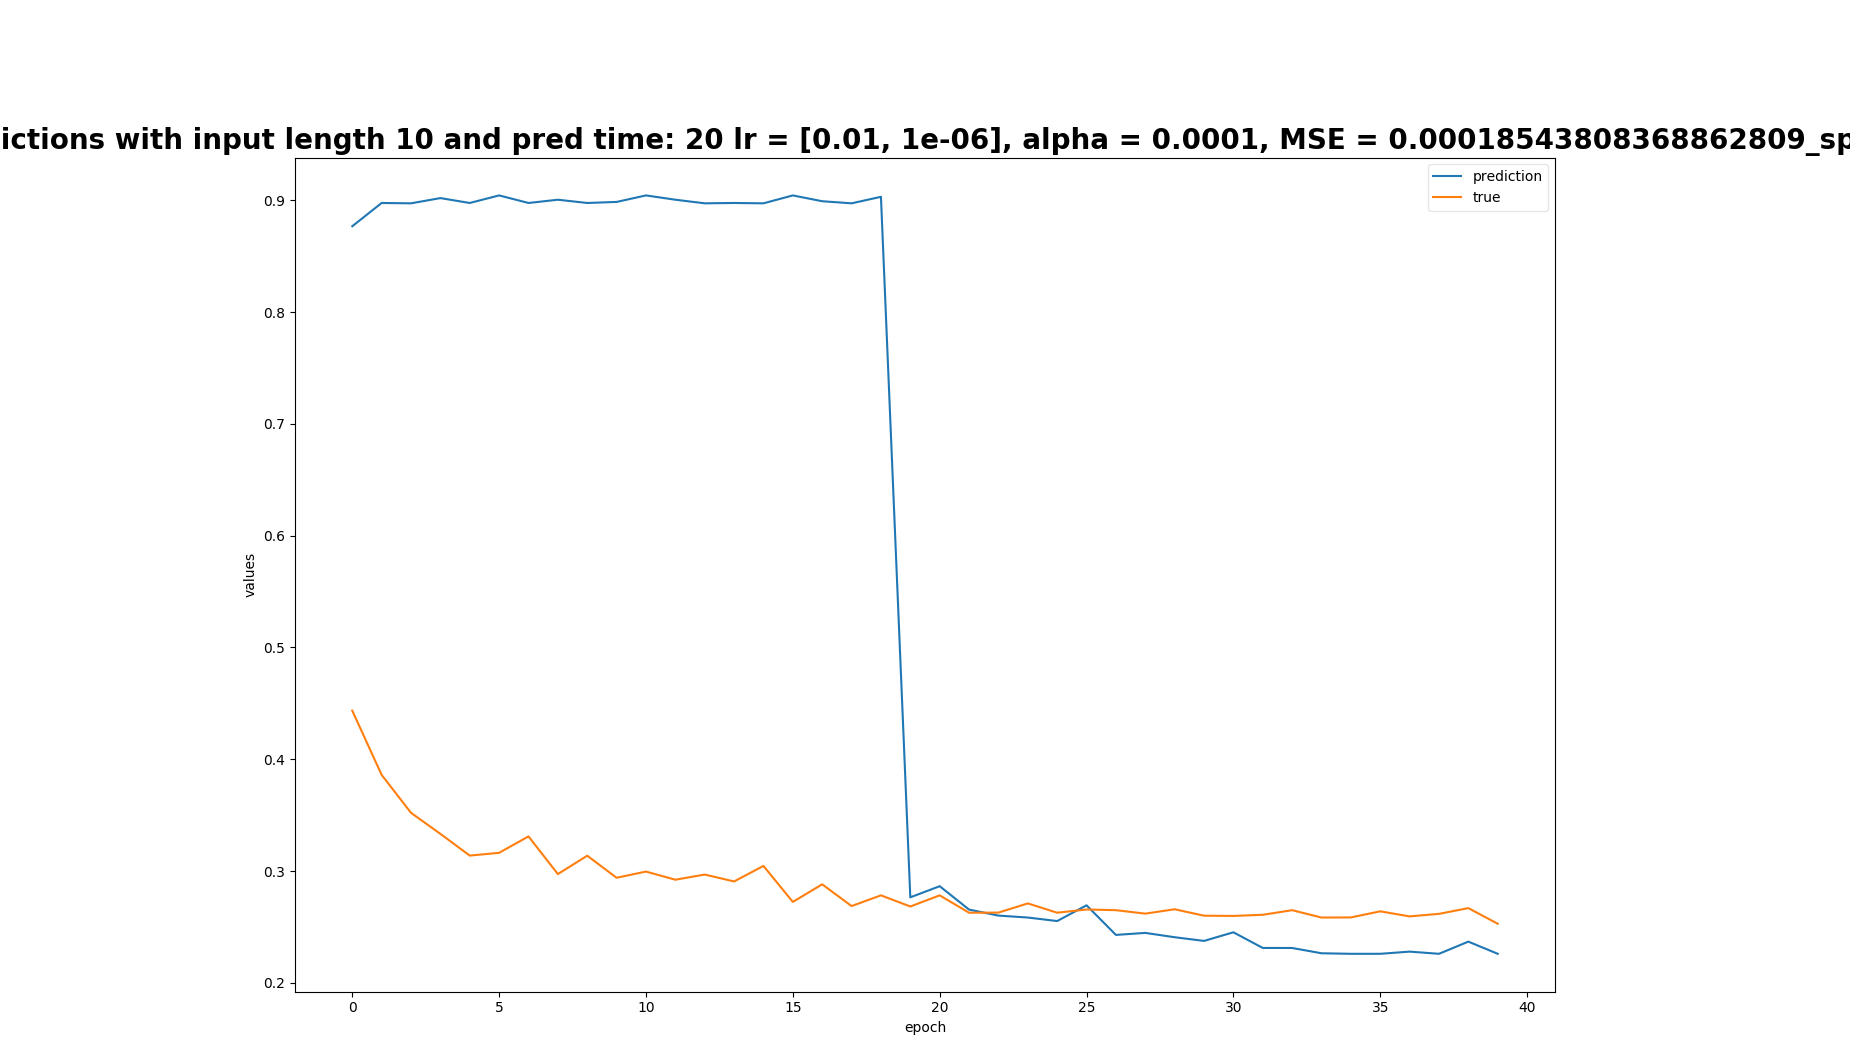 ictions with input length 10 and pred time: 20 lr = [0.01, 1e-06], alpha = 0.0001, MSE = 0.00018543808368862809_sp
prediction
true
0.9
0.8
0.7
0.6
0.5
0.4
0.3
0.2
values
0 5 10 15 20 25 30 35 40
epoch